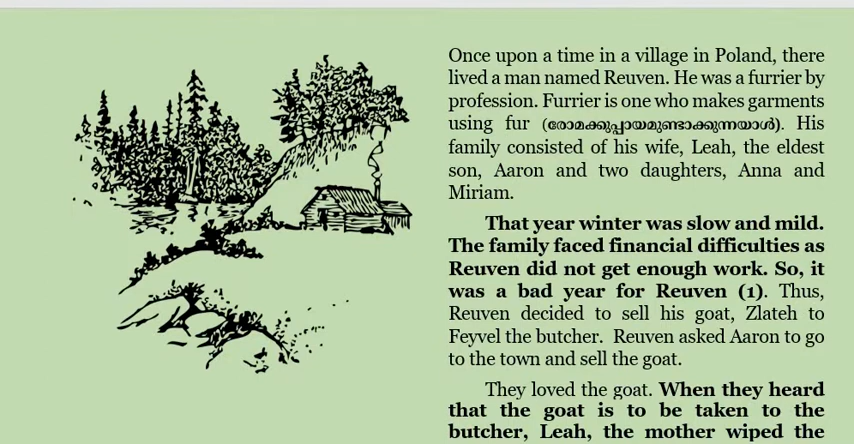 Once upon a time in a village in Poland, there
lived a man named Reuven. He was a furrier by
profession. Furrier is one who makes garments
using fur (രോമക്കുപ്പായമുണ്ടാക്കുന്നയാൾ). His
family consisted of his wife, Leah, the eldest
son, Aaron and two daughters, Anna and
Miriam.
That year winter was slow and mild.
The family faced financial difficulties as
Reuven did not get enough work. So, it
was a bad year for Reuven (1). Thus,
Reuven decided to sell his goat, Zlateh to
Feyvel the butcher. Reuven asked Aaron to go
to the town and sell the goat.
They loved the goat. When they heard
that the goat is to be taken to the
butcher, Leah, the mother wiped the